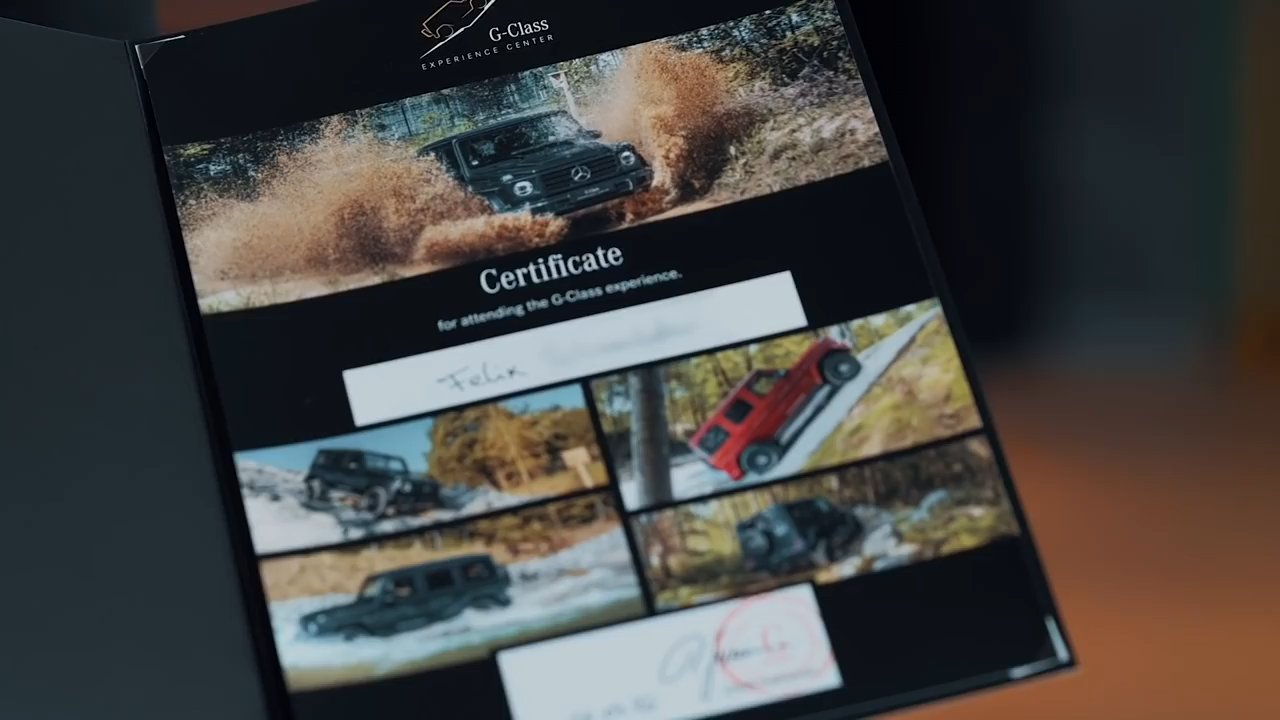 G-Class
EXPERIENCE CENTER
Certificate
for attending the G-Class experience.
Felix